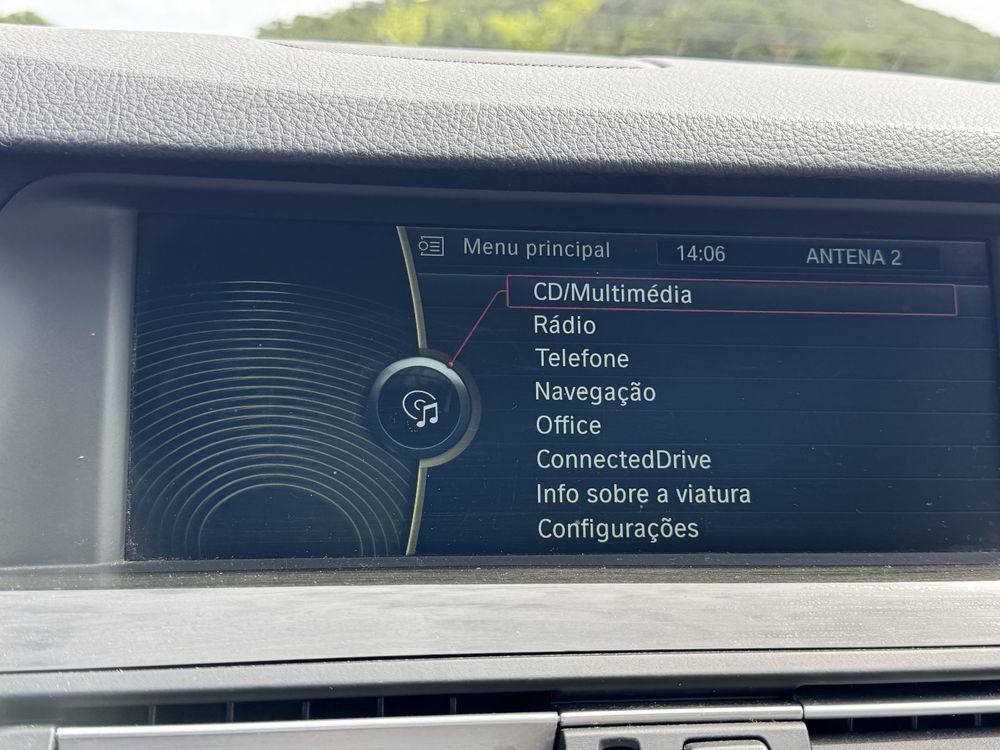 Menu principal 14:06 ANTENA 2
CD/Multimédia
Rádio
Telefone
Navegação
Office
ConnectedDrive
Info sobre a viatura
Configurações